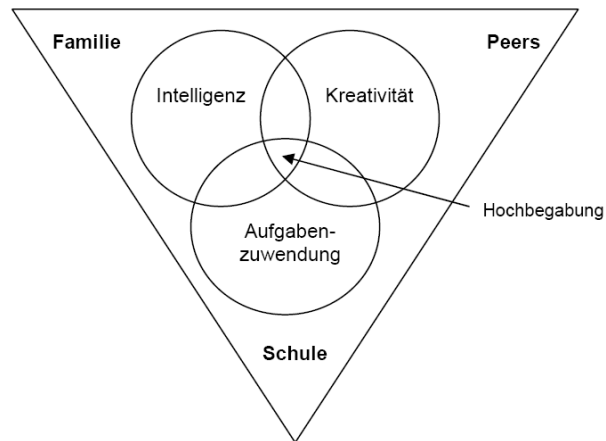 Familie
Peers
Intelligenz
Kreativität
Hochbegabung
Aufgaben-
zuwendung
Schule